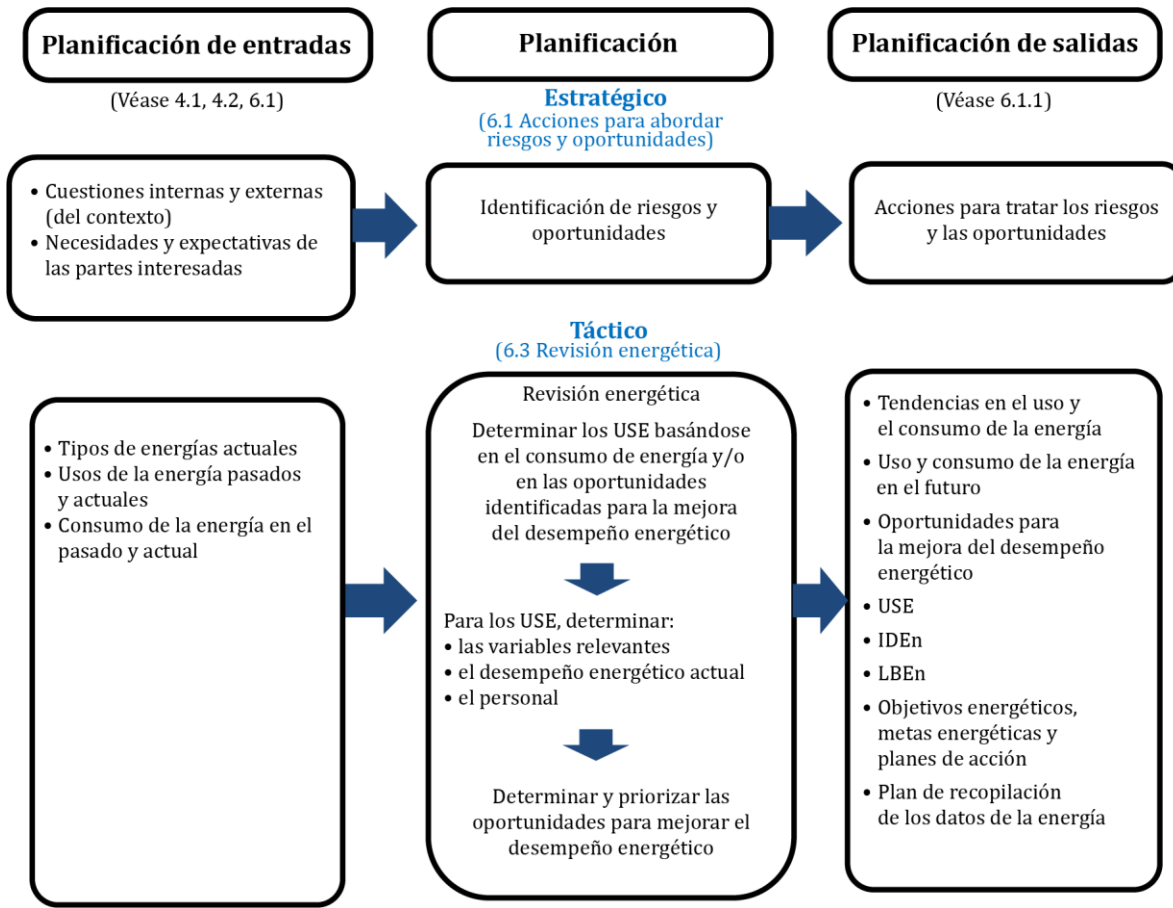 Planificación de entradas
Planificación
Planificación de salidas
(Véase 4.1, 4.2, 6.1)
Estratégico
(6.1 Acciones para abordar
riesgos y oportunidades)
(Véase 6.1.1)
• Cuestiones internas y externas
(del contexto)
• Necesidades y expectativas de
las partes interesadas
Identificación de riesgos y
oportunidades
Acciones para tratar los riesgos
y las oportunidades
Táctico
(6.3 Revisión energética)
• Tipos de energías actuales
• Usos de la energía pasados
y actuales
• Consumo de la energía en el
pasado y actual
Revisión energética
Determinar los USE basándose
en el consumo de energía y/o
en las oportunidades
identificadas para la mejora
del desempeño energético
Para los USE, determinar:
• las variables relevantes
• el desempeño energético actual
• el personal
Determinar y priorizar las
oportunidades para mejorar el
desempeño energético
• Tendencias en el uso y
el consumo de la energía
• Uso y consumo de la energía
en el futuro
• Oportunidades para
la mejora del desempeño
energético
• USE
• IDEn
• LBEn
• Objetivos energéticos,
metas energéticas y
planes de acción
• Plan de recopilación
de los datos de la energía